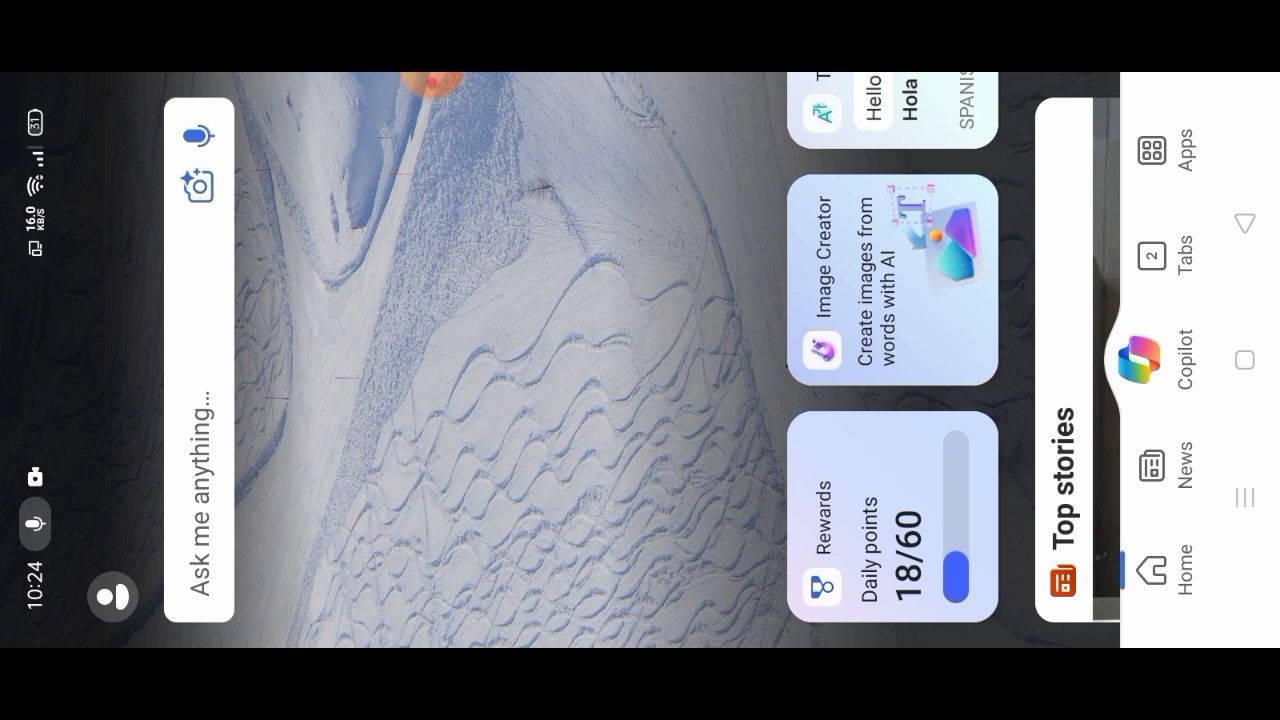 10:24
16.0
KB/S
31
Ask me anything...
Rewards
Daily points
18/60
Image Creator
Create images from
words with AI
T
Hello
Hola
SPANIS
Top stories
Home
News
Copilot
2
Tabs
Apps